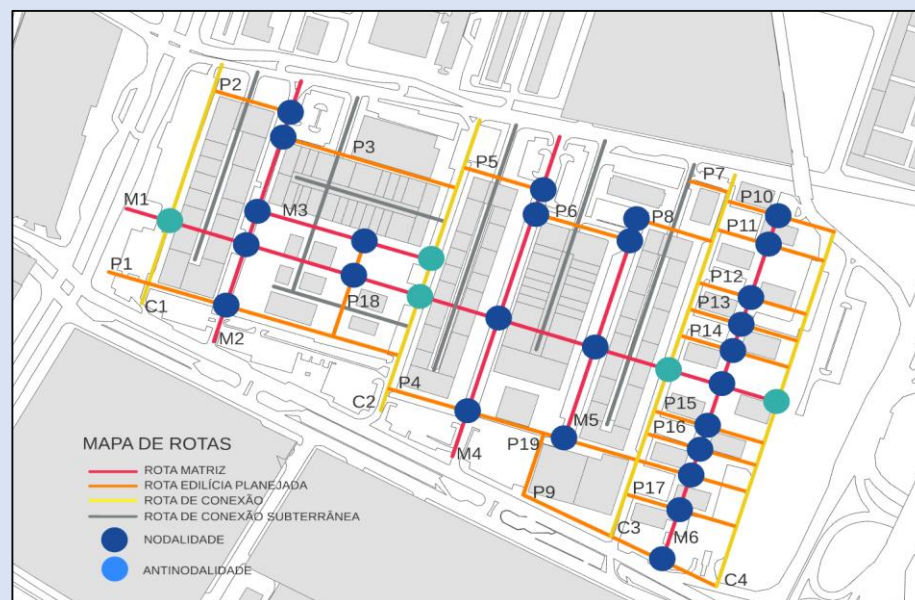 P2
P3
P5
P7
P10
M1
M3
P6
P8
P11
P1
P12
P18
P13
C1
P14
M2
P4
C2
P15
M5
P16
M4
P19
P9
P17
C3
M6
C4
MAPA DE ROTAS
ROTA MATRIZ
ROTA EDILÍCIA PLANEJADA
ROTA DE CONEXÃO
ROTA DE CONEXÃO SUBTERRÂNEA
NODALIDADE
ANTINODALIDADE